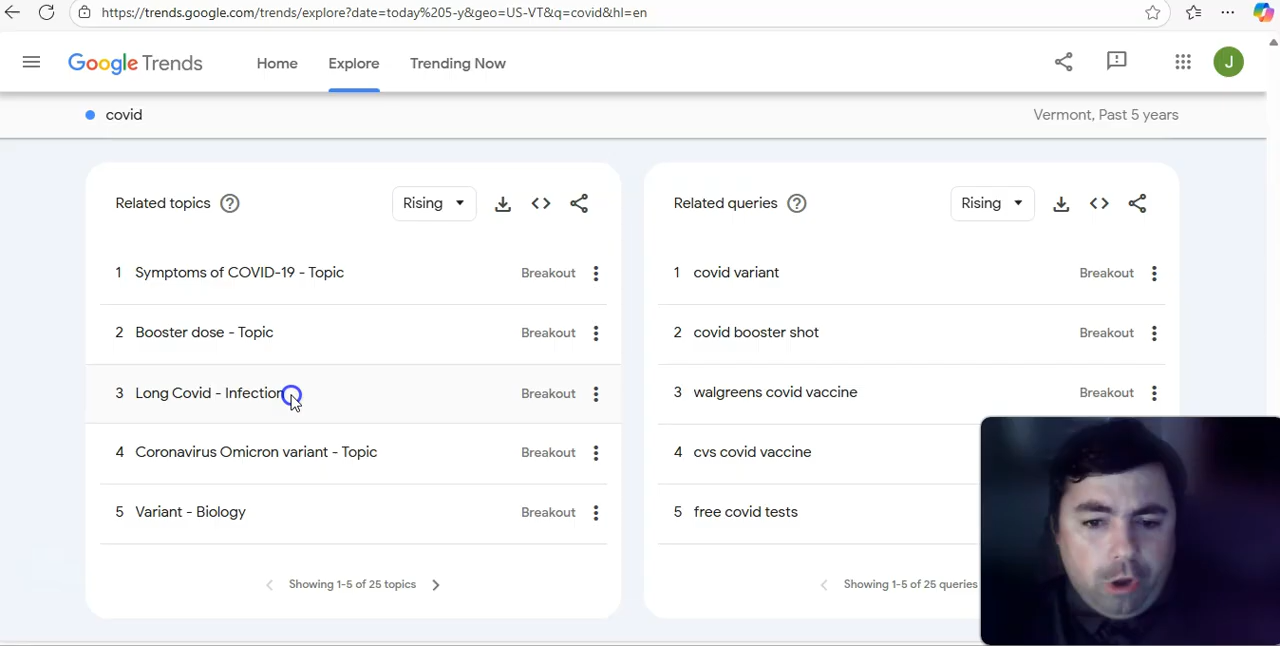 https://trends.google.com/trends/explore?date=today%205-y&geo=US-VT&q=covid&hl=en
Google Trends
Home
Explore
Trending Now
J
covid
Vermont, Past 5 years
Related topics
Rising
1 Symptoms of COVID-19 - Topic Breakout
2 Booster dose - Topic Breakout
3 Long Covid - Infection Breakout
4 Coronavirus Omicron variant - Topic Breakout
5 Variant - Biology Breakout
Showing 1-5 of 25 topics
Related queries
Rising
1 covid variant Breakout
2 covid booster shot Breakout
3 walgreens covid vaccine Breakout
4 cvs covid vaccine
5 free covid tests
Showing 1-5 of 25 queries